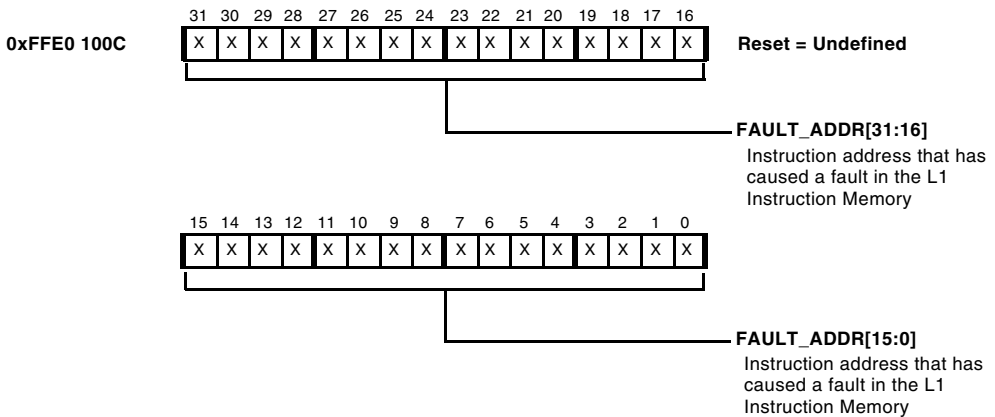 31 30 29 28 27 26 25 24 23 22 21 20 19 18 17 16
0xFFE0 100C X X X X X X X X X X X X X X X X Reset = Undefined
FAULT_ADDR[31:16]
Instruction address that has
caused a fault in the L1
Instruction Memory
15 14 13 12 11 10 9 8 7 6 5 4 3 2 1 0
X X X X X X X X X X X X X X X X
FAULT_ADDR[15:0]
Instruction address that has
caused a fault in the L1
Instruction Memory